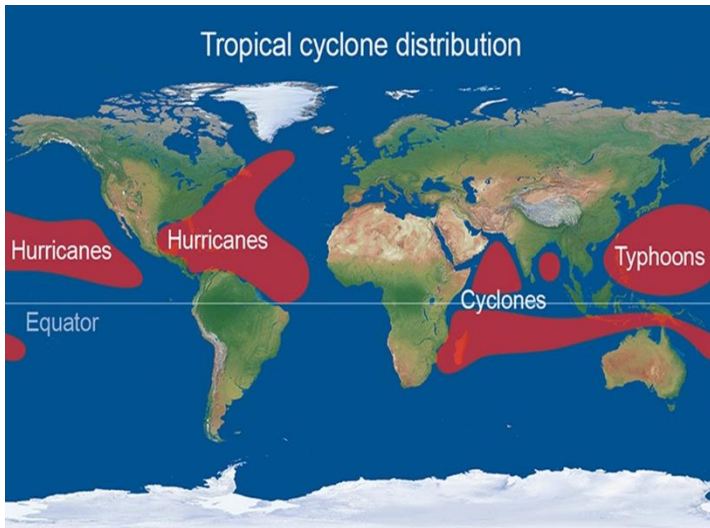 Tropical cyclone distribution
Hurricanes
Hurricanes
Typhoons
Cyclones
Equator